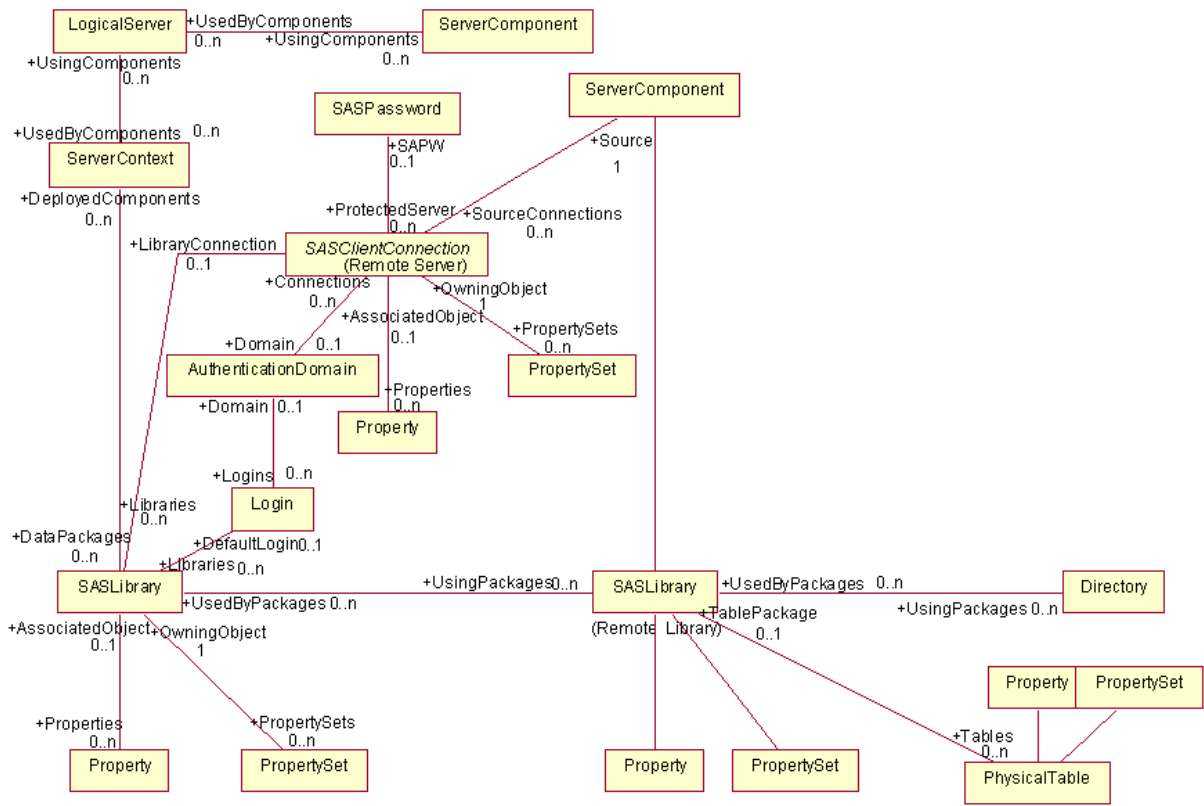 LogicalServer
+UsedByComponents
0..n
+UsingComponents
0..n
ServerComponent
+UsingComponents
0..n
+UsedByComponents
0..n
ServerContext
+DeployedComponents
0..n
SASPassword
+SAPW
0..1
ServerComponent
+Source
1
+ProtectedServer
0..n
+SourceConnections
0..n
+LibraryConnection
0..1
SASClientConnection
(Remote Server)
+Connections
0..n
+OwningObject
1
+AssociatedObject
0..1
+PropertySets
0..n
+Domain
0..1
AuthenticationDomain
PropertySet
+Domain
0..1
+Properties
0..n
Property
+Logins
0..n
Login
+Libraries
0..n
+DataPackages
0..n
+DefaultLogin
0..1
+Libraries
0..n
SASLibrary
+UsedByPackages
0..n
+UsingPackages
0..n
SASLibrary
(Remote Library)
+UsedByPackages
0..n
+UsingPackages
0..n
Directory
+AssociatedObject
0..1
+OwningObject
1
+TablePackage
0..1
Property
PropertySet
+Properties
0..n
+PropertySets
0..n
+Tables
0..n
Property
PropertySet
Property
PropertySet
PhysicalTable